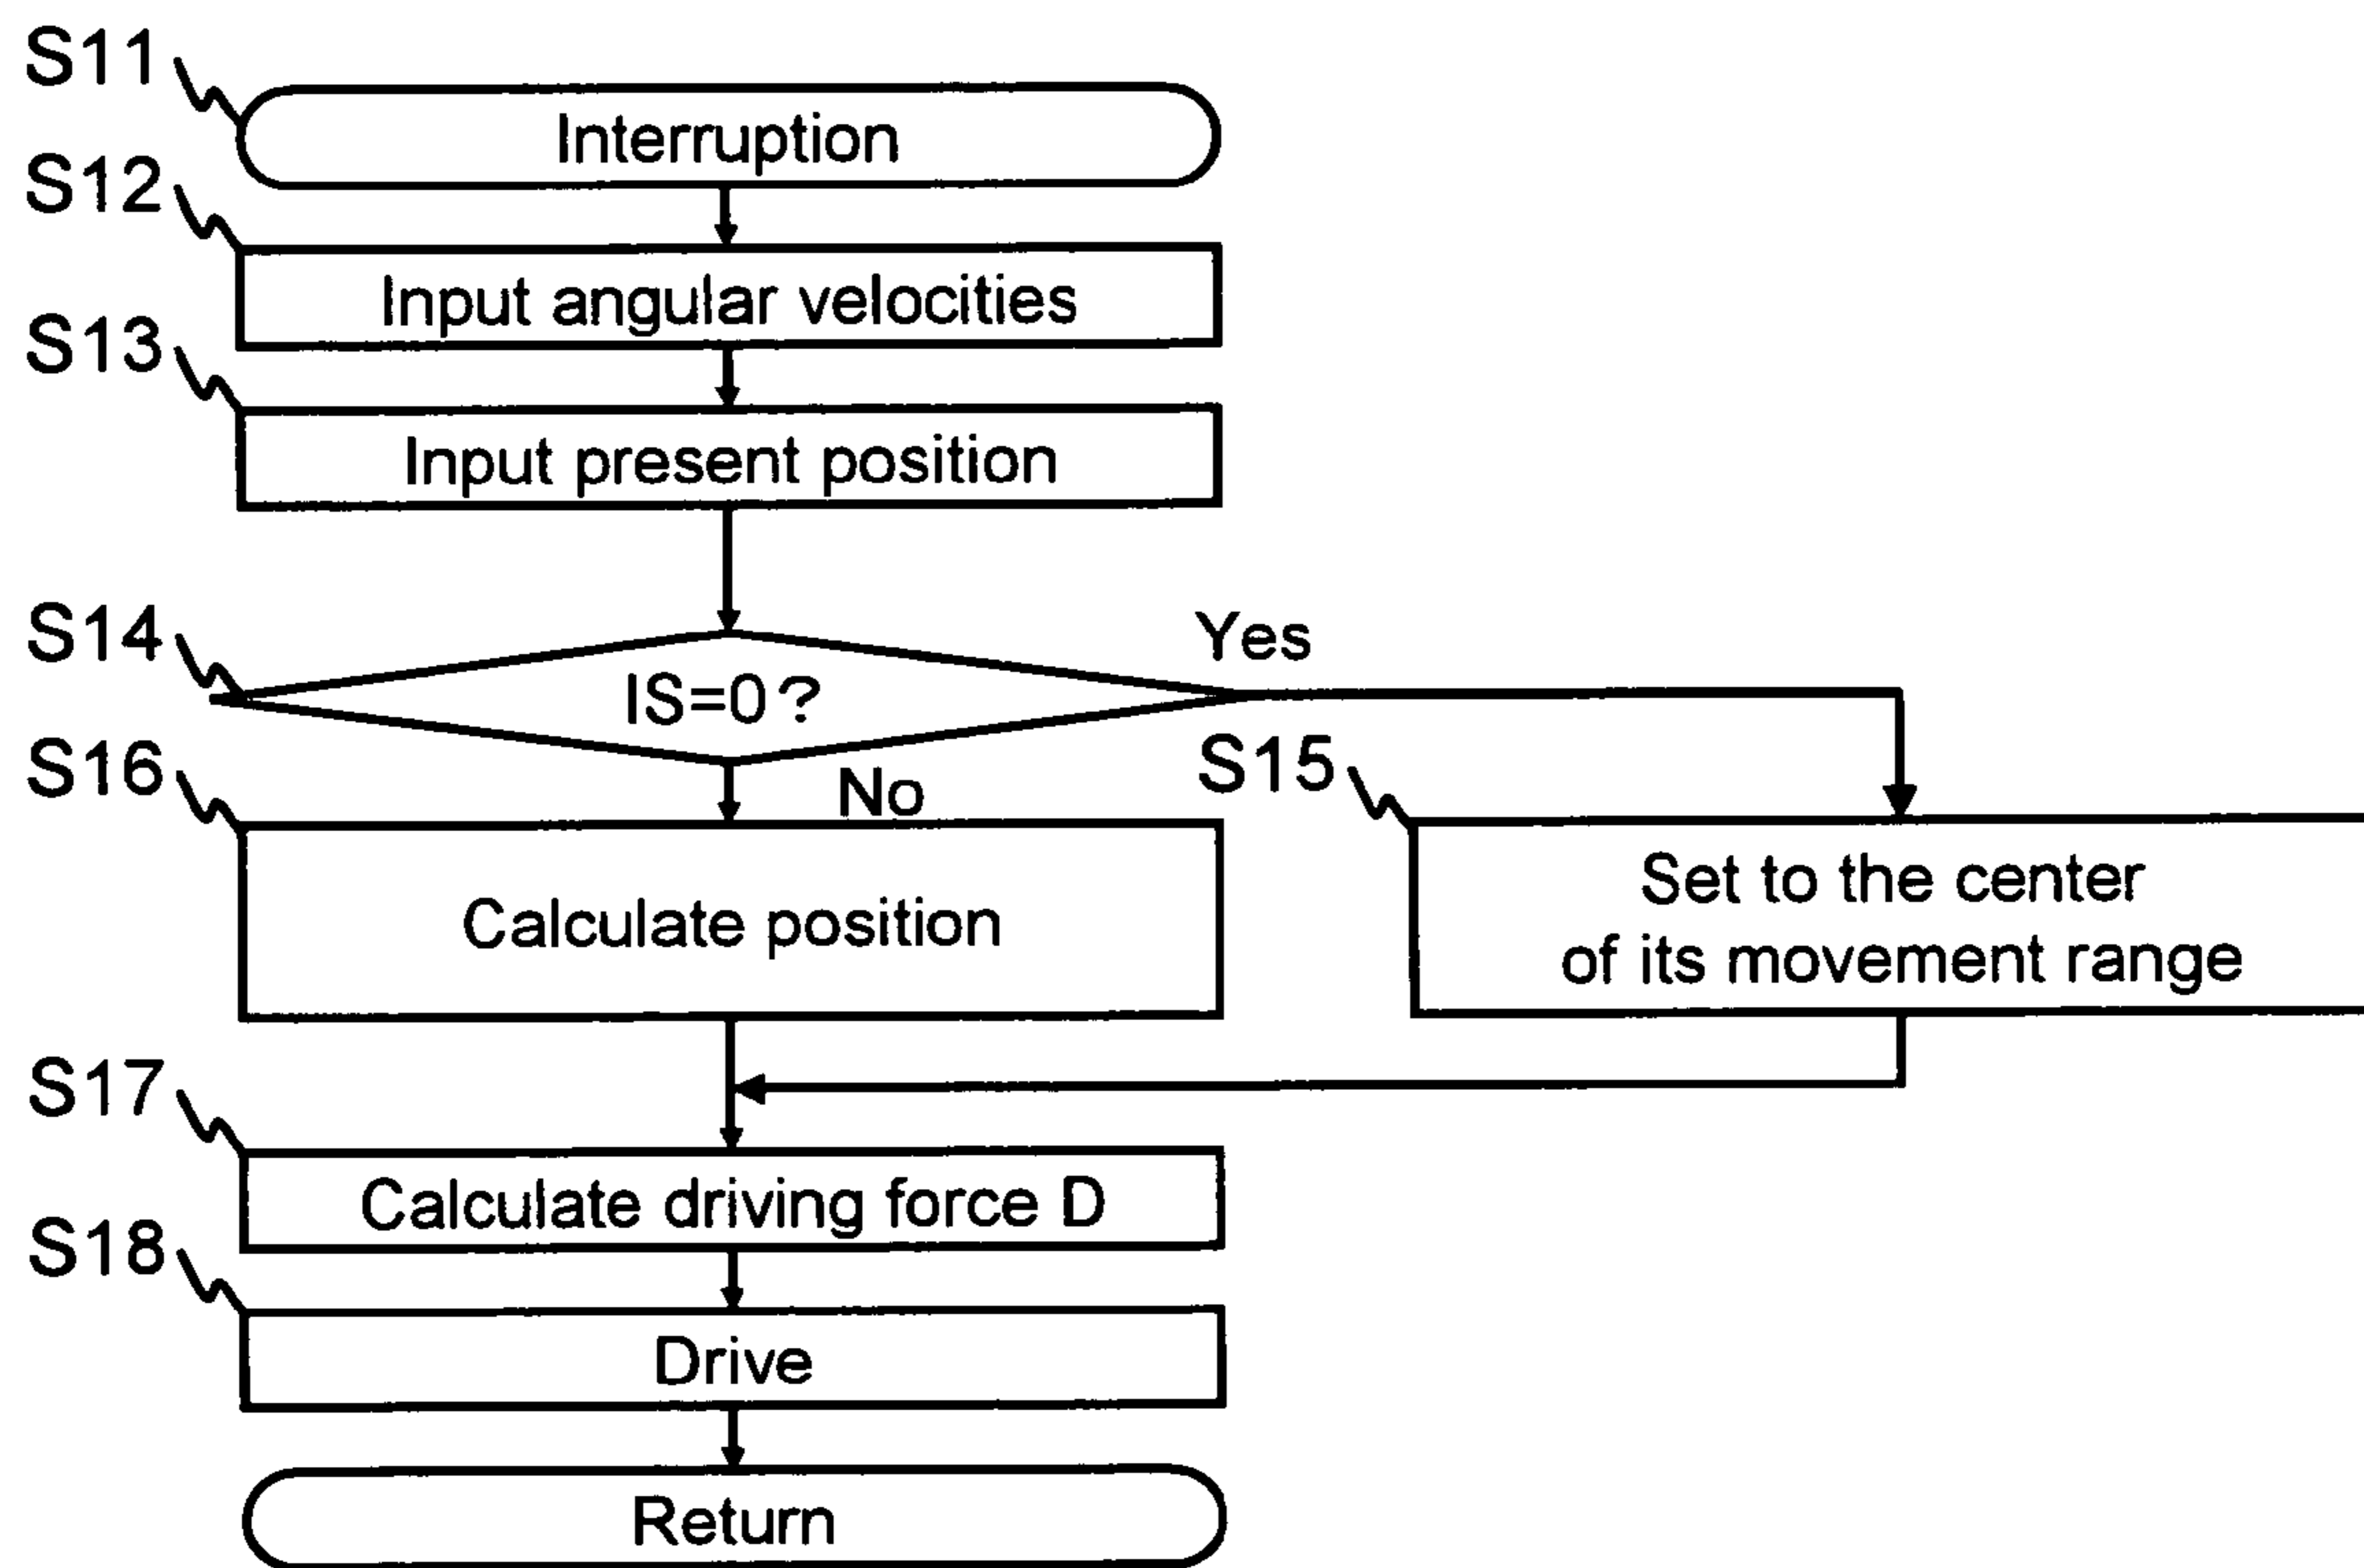 S11
Interruption
S12
Input angular velocities
S13
Input present position
S14
IS=0?
Yes
No
S16
Calculate position
S15
Set to the center
of its movement range
S17
Calculate driving force D
S18
Drive
Return